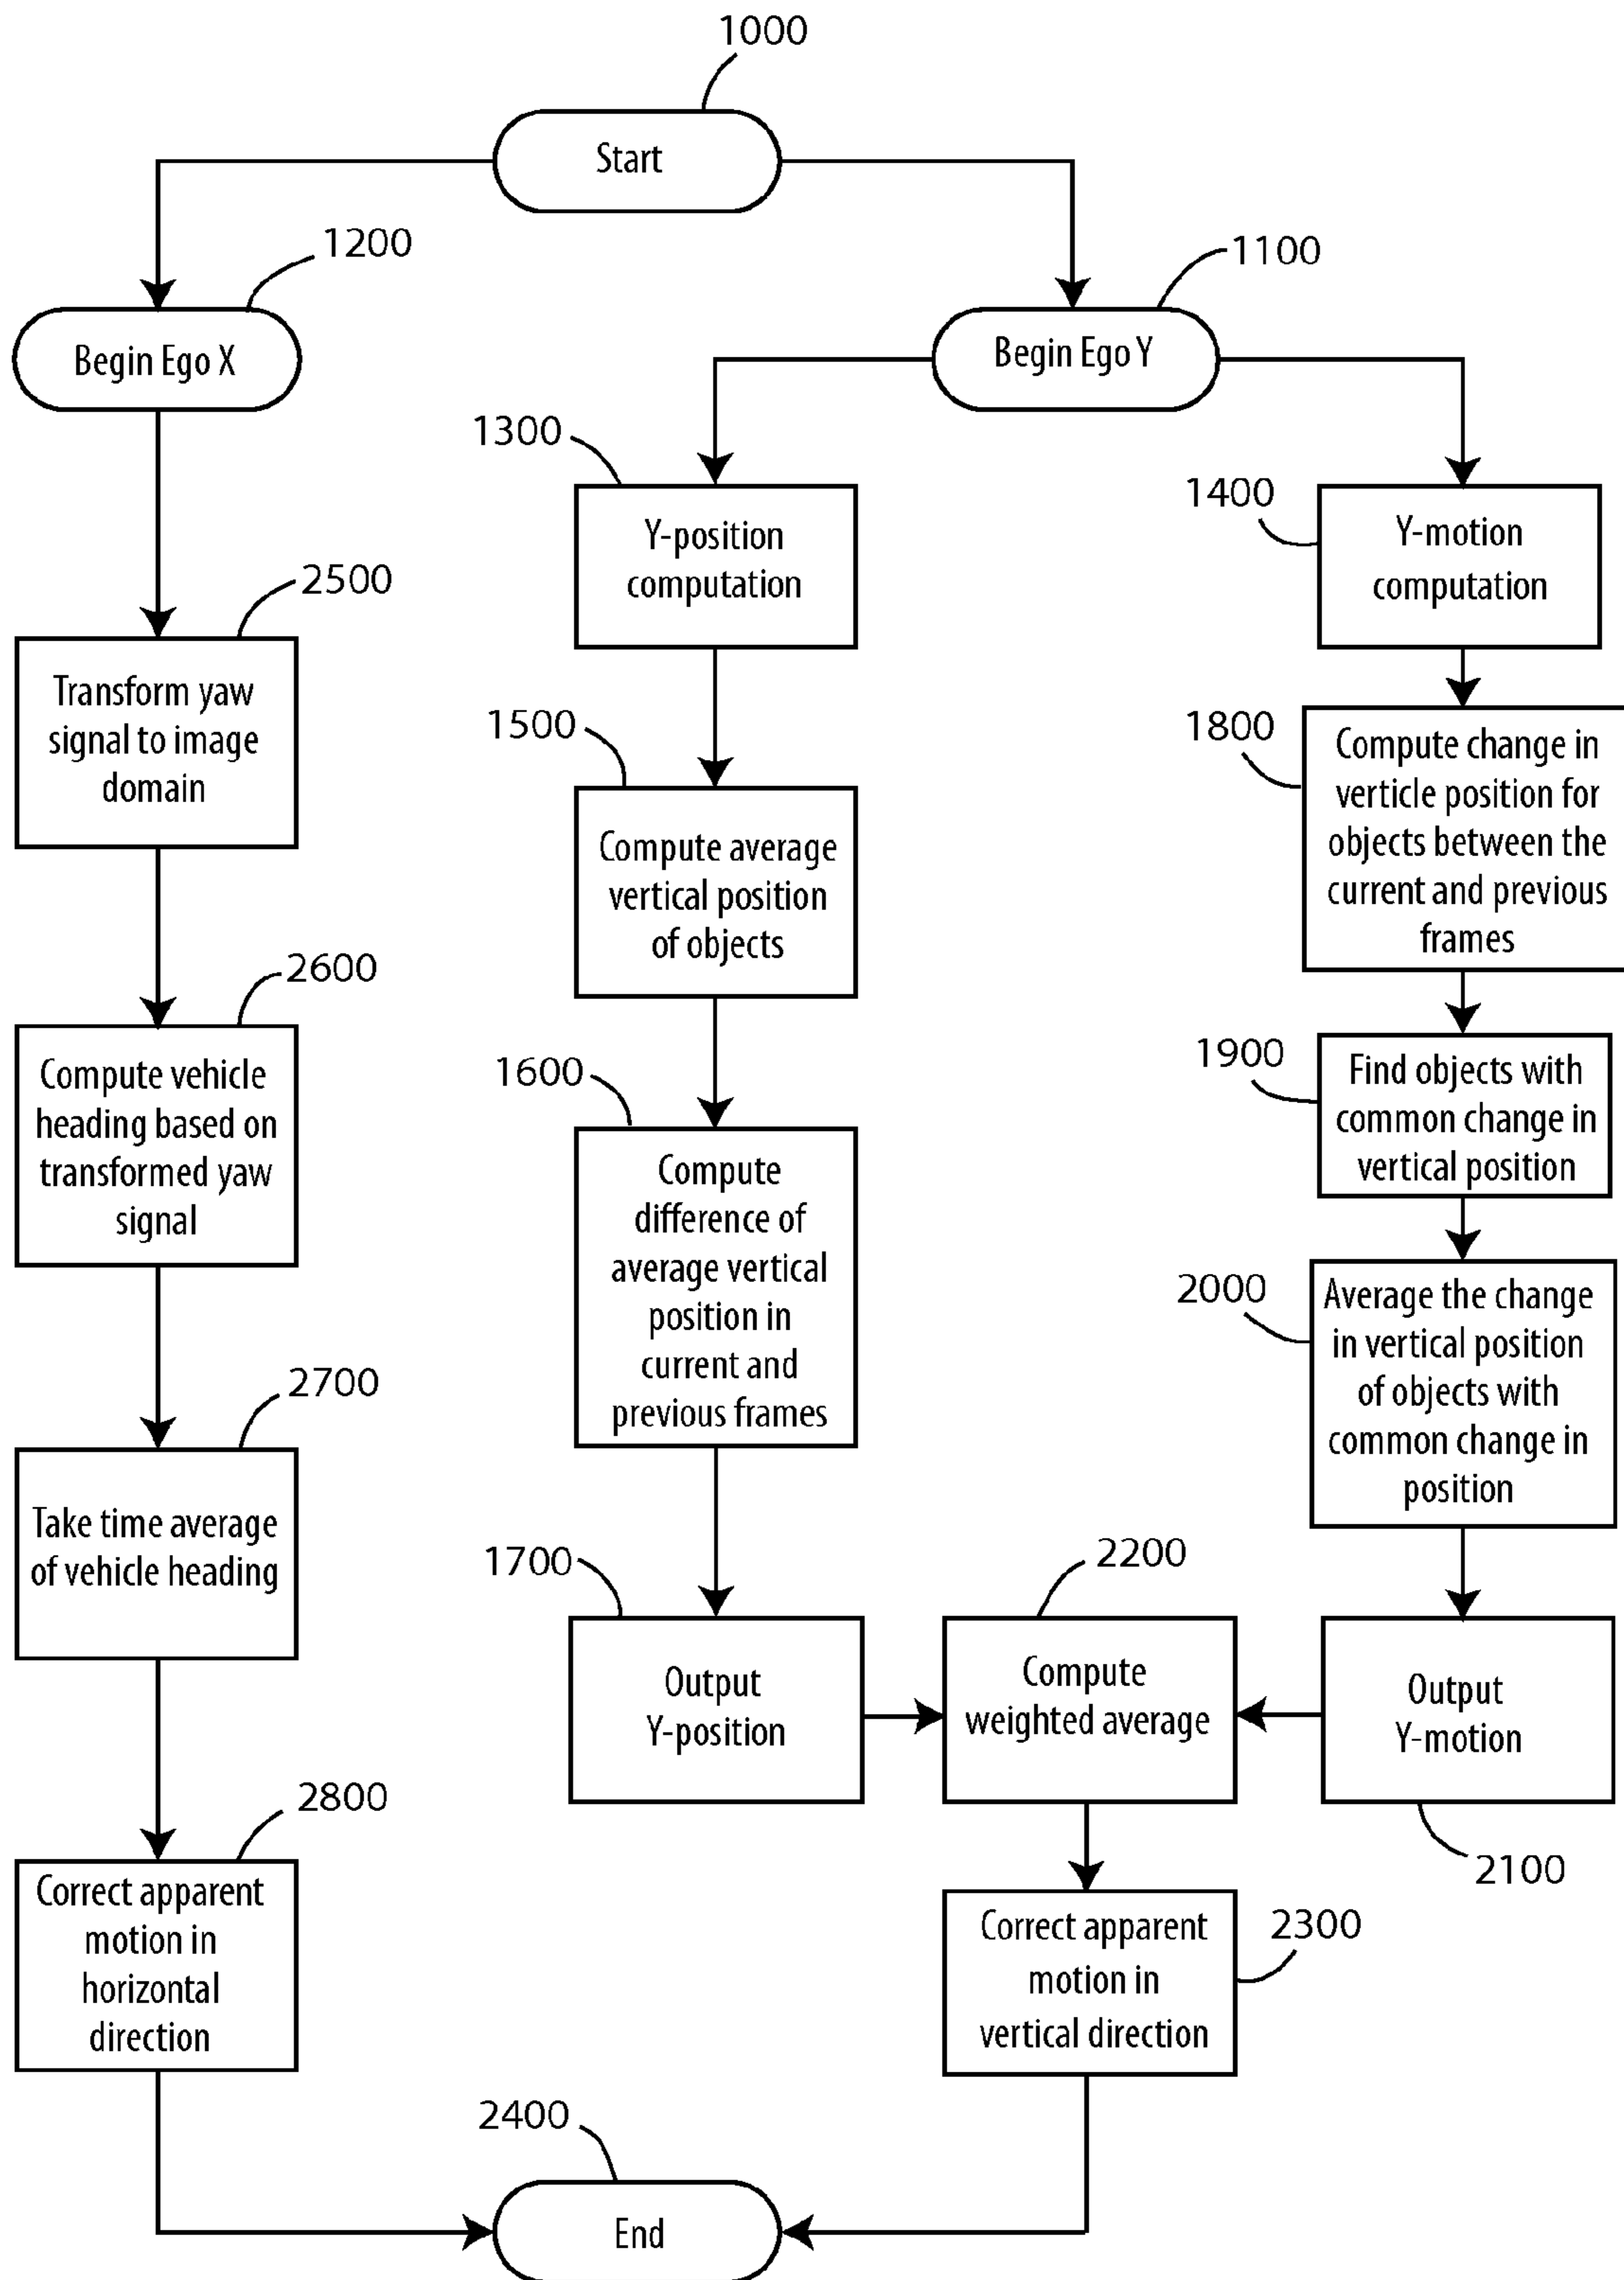 1000
Start
1200
1100
Begin Ego X
Begin Ego Y
1300
1400
Y-position
computation
Y-motion
computation
2500
Transform yaw
signal to image
domain
1500
Compute average
vertical position
of objects
1800
Compute change in
verticle position for
objects between the
current and previous
frames
2600
Compute vehicle
heading based on
transformed yaw
signal
1600
Compute
difference of
average vertical
position in
current and
previous frames
1900
Find objects with
common change in
vertical position
2000
Average the change
in vertical position
of objects with
common change in
position
2700
Take time average
of vehicle heading
1700
Output
Y-position
2200
Compute
weighted average
Output
Y-motion
2100
2800
Correct apparent
motion in
horizontal
direction
2300
Correct apparent
motion in
vertical direction
2400
End